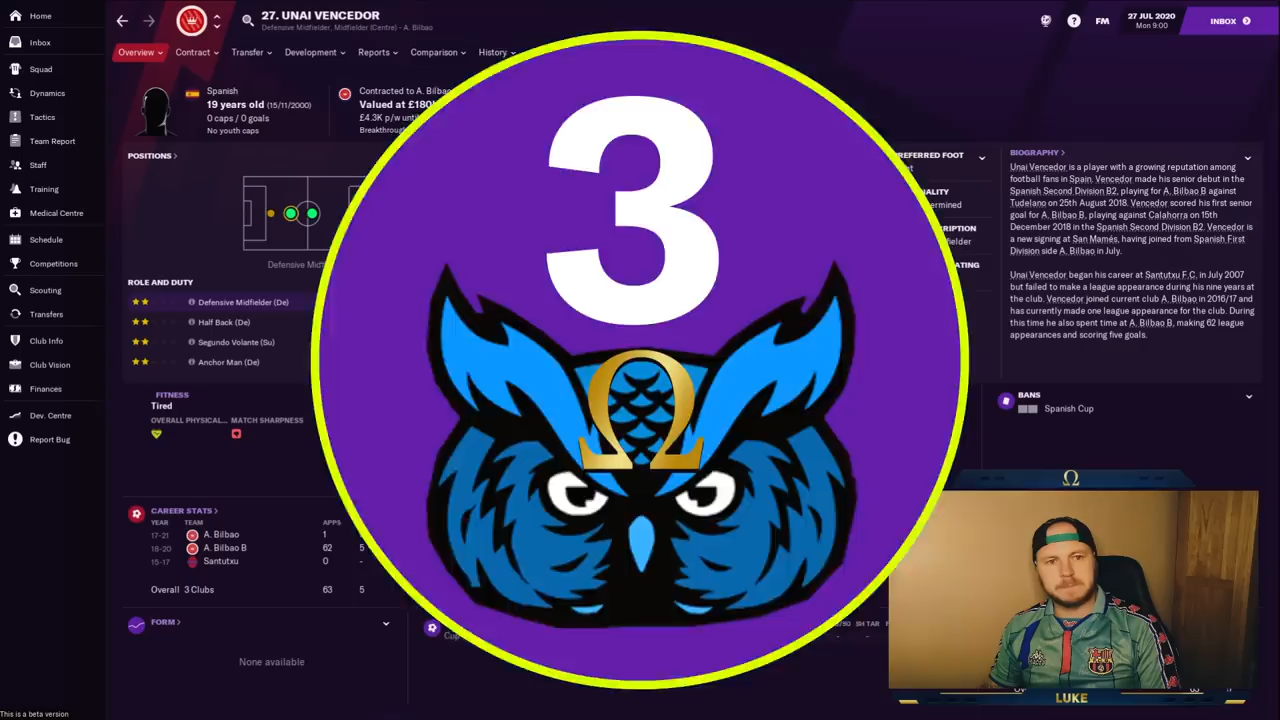 Home
Inbox
Squad
Dynamics
Tactics
Team Report
Staff
Training
Medical Centre
Schedule
Competitions
Scouting
Transfers
Club Info
Club Vision
Finances
Dev. Centre
Report Bug
This is a beta version
27. UNAI VENCEDOR
Defensive Midfielder, Midfielder (Centre) - A. Bilbao
? FM 27 JUL 2020
Mon 9:00
INBOX
Overview Contract Transfer Development Reports Comparison History
Spanish
19 years old (15/11/2000)
0 caps / 0 goals
No youth caps
Contracted to A. Bilbao
Valued at £180
£4.3K p/w until
Breakthrough
POSITIONS
Defensive Midf
ROLE AND DUTY
Defensive Midfielder (De)
Half Back (De)
Segundo Volante (Su)
Anchor Man (De)
FITNESS
Tired
OVERALL PHYSICAL... MATCH SHARPNESS
CAREER STATS
YEAR TEAM APPS
17-21 A. Bilbao 1
18-20 A. Bilbao B 62 5
15-17 Santutxu 0 -
Overall 3 Clubs 63 5
FORM
None available
3
Ω
Cup
/90 SH TAR
REFERRED FOOT
ermined
BIOGRAPHY
Unai Vencedor is a player with a growing reputation among
football fans in Spain. Vencedor made his senior debut in the
Spanish Second Division B2, playing for A. Bilbao B against
Tudelano on 25th August 2018. Vencedor scored his first senior
goal for A. Bilbao B, playing against Calahorra on 15th
December 2018 in the Spanish Second Division B2. Vencedor is
a new signing at San Mamés, having joined from Spanish First
Division side A. Bilbao in July.
Unai Vencedor began his career at Santutxu F.C. in July 2007
but failed to make a league appearance during his nine years at
the club. Vencedor joined current club A. Bilbao in 2016/17 and
has currently made one league appearance for the club. During
this time he also spent time at A. Bilbao B, making 62 league
appearances and scoring five goals.
BANS
Spanish Cup
Ω
LUKE